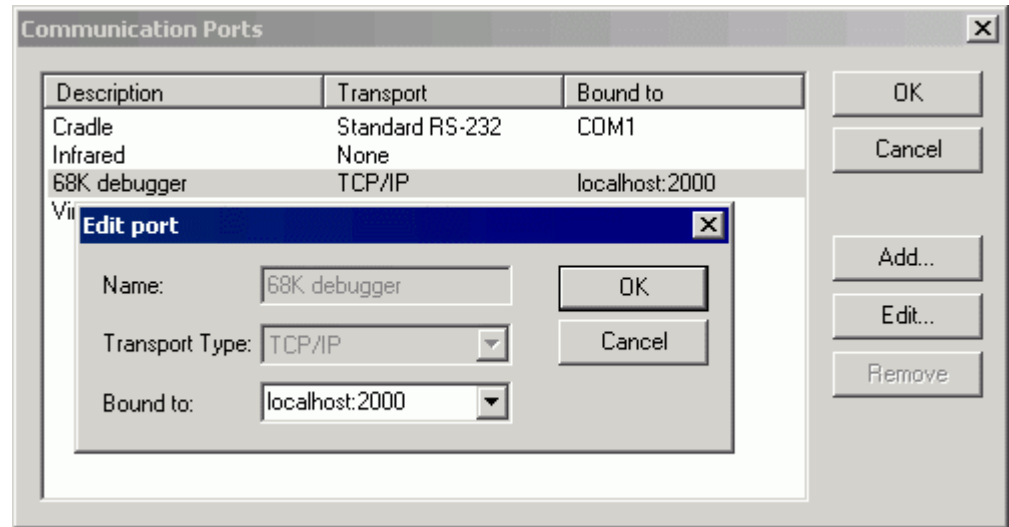 Communication Ports
Description Transport Bound to
Cradle Standard RS-232 COM1
Infrared None
68K debugger TCP/IP localhost:2000
OK
Cancel
Add...
Edit...
Remove
Edit port
Name: 68K debugger
Transport Type: TCP/IP
Bound to: localhost:2000
OK
Cancel